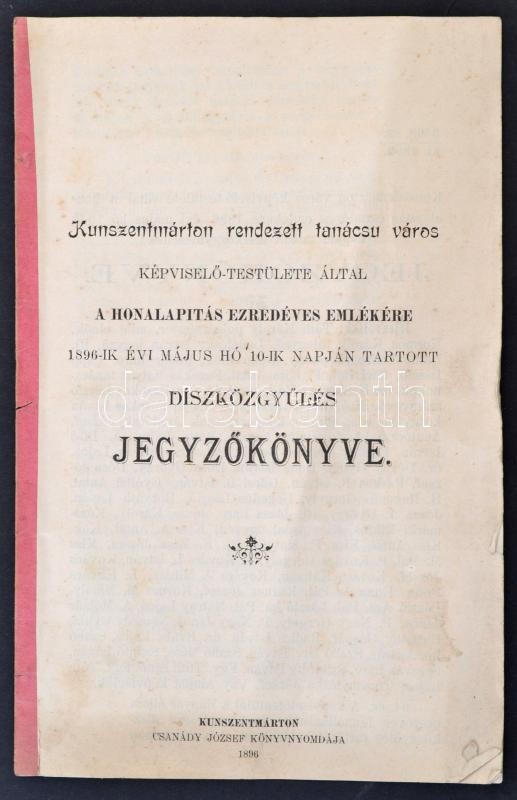 Kunszentmárton rendezett tanácsu város
KÉPVISELŐ-TESTÜLETE ÁLTAL
A HONALAPITÁS EZREDÉVES EMLÉKÉRE
1896-IK ÉVI MÁJUS HÓ 10-IK NAPJÁN TARTOTT
darabanth
DÍSZKÖZGYŰLÉS
JEGYZŐKÖNYVE.
KUNSZENTMÁRTON
CSANÁDY JÓZSEF KÖNYVNYOMDÁJA
1896